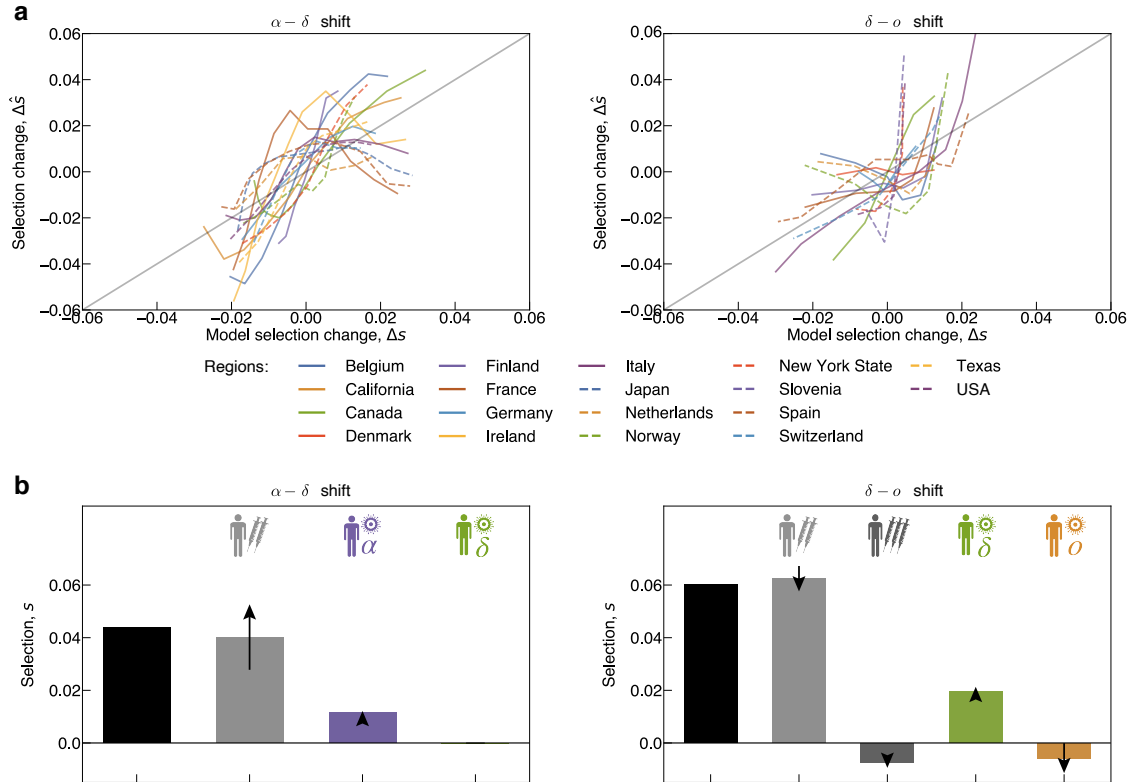 a
α − δ shift
δ − o shift
Selection change, Δŝ
0.06
0.04
0.02
0.00
−0.02
−0.04
−0.06
−0.06 −0.04 −0.02 0.00 0.02 0.04 0.06
Model selection change, Δs
Selection change, Δŝ
0.06
0.04
0.02
0.00
−0.02
−0.04
−0.06
−0.06 −0.04 −0.02 0.00 0.02 0.04 0.06
Model selection change, Δs
Regions:
Belgium Finland Italy New York State Texas
California France Japan Slovenia USA
Canada Germany Netherlands Spain
Denmark Ireland Norway Switzerland
b
α − δ shift
δ − o shift
α δ
Selection, s
0.06
0.04
0.02
0.0
δ o
Selection, s
0.06
0.04
0.02
0.0